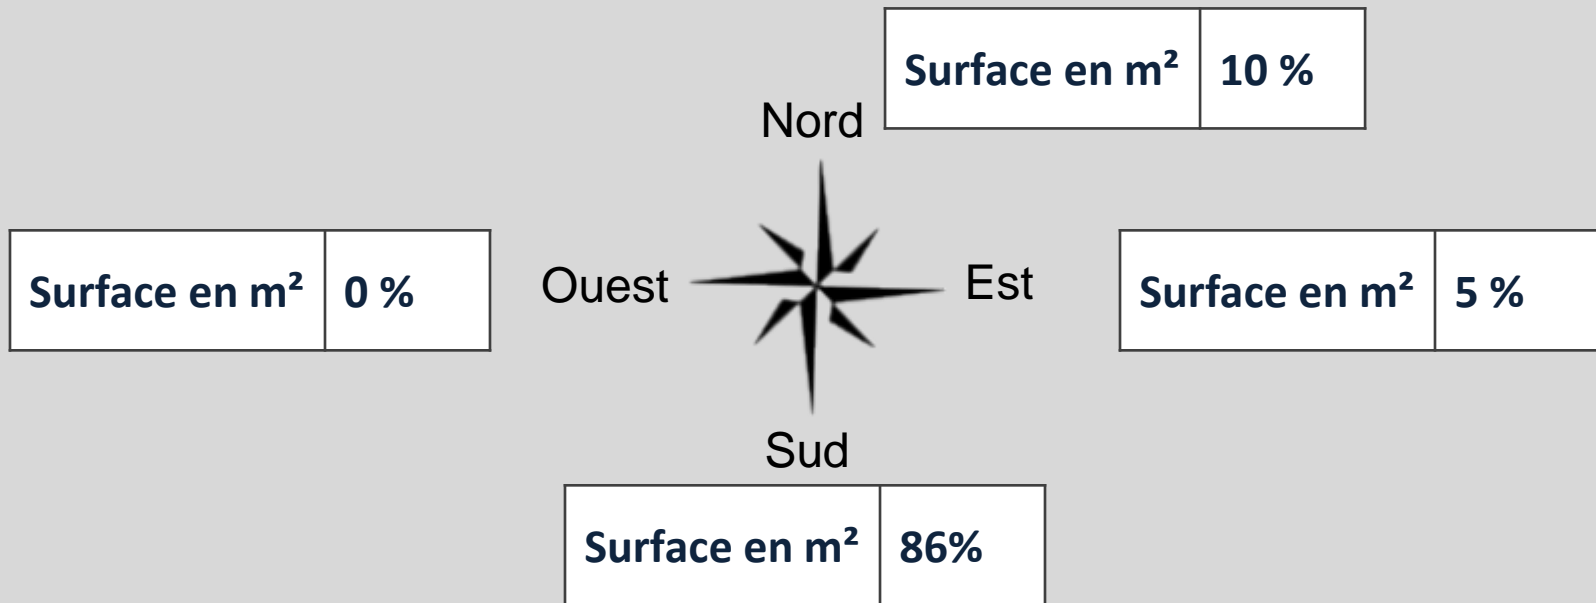 Surface en m² 10 %
Nord
Surface en m² 0 %
Ouest
Est
Surface en m² 5 %
Sud
Surface en m² 86%